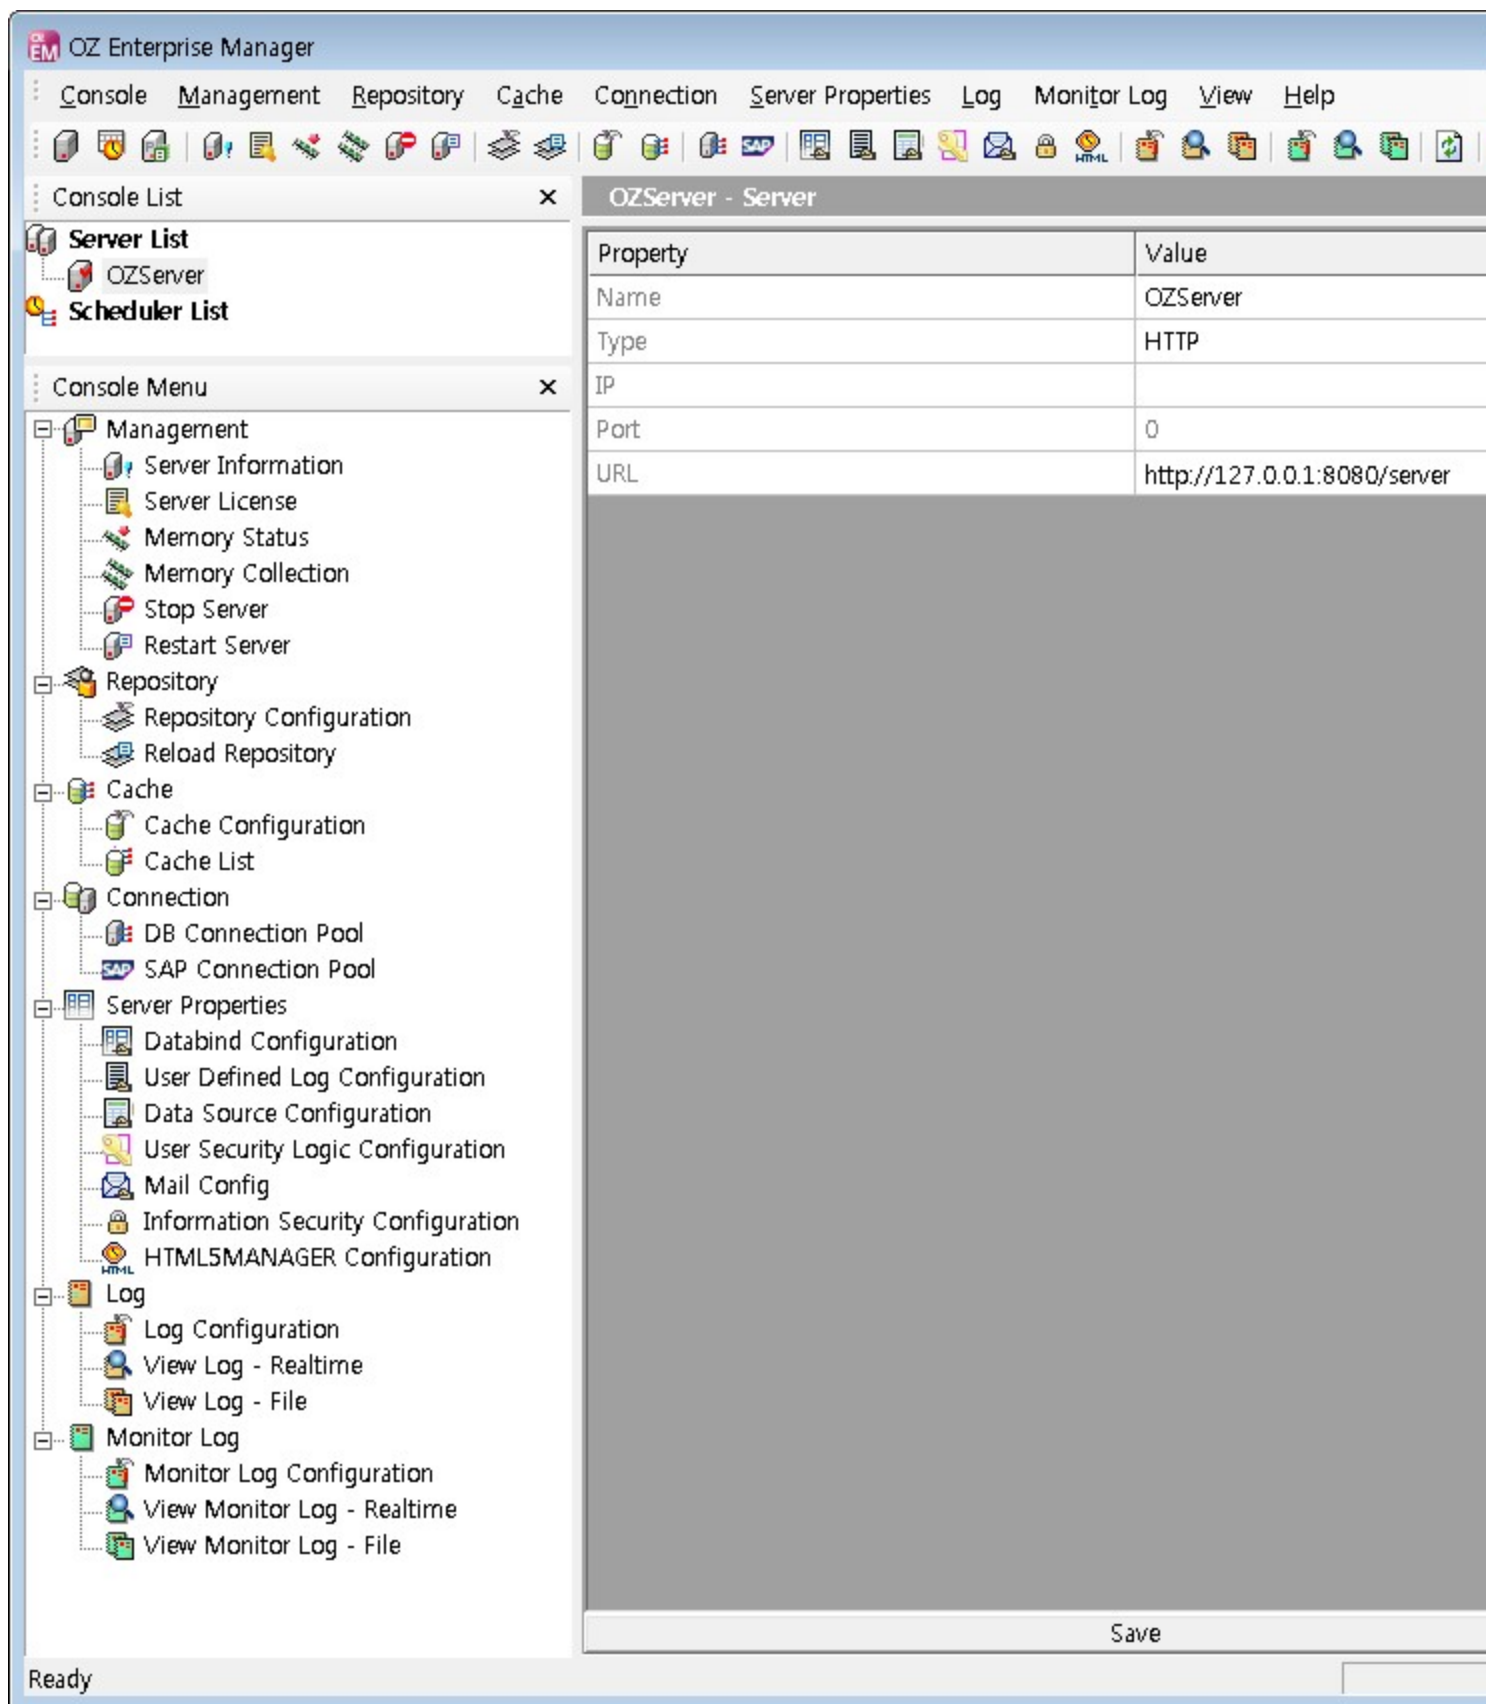 OZ Enterprise Manager
Console Management Repository Cache Connection Server Properties Log Monitor Log View Help
Console List
Server List
OZServer
Scheduler List
Console Menu
Management
Server Information
Server License
Memory Status
Memory Collection
Stop Server
Restart Server
Repository
Repository Configuration
Reload Repository
Cache
Cache Configuration
Cache List
Connection
DB Connection Pool
SAP SAP Connection Pool
Server Properties
Databind Configuration
User Defined Log Configuration
Data Source Configuration
User Security Logic Configuration
Mail Config
Information Security Configuration
HTML HTML5MANAGER Configuration
Log
Log Configuration
View Log - Realtime
View Log - File
Monitor Log
Monitor Log Configuration
View Monitor Log - Realtime
View Monitor Log - File
OZServer - Server
Property Value
Name OZServer
Type HTTP
IP
Port 0
URL http://127.0.0.1:8080/server
Save
Ready